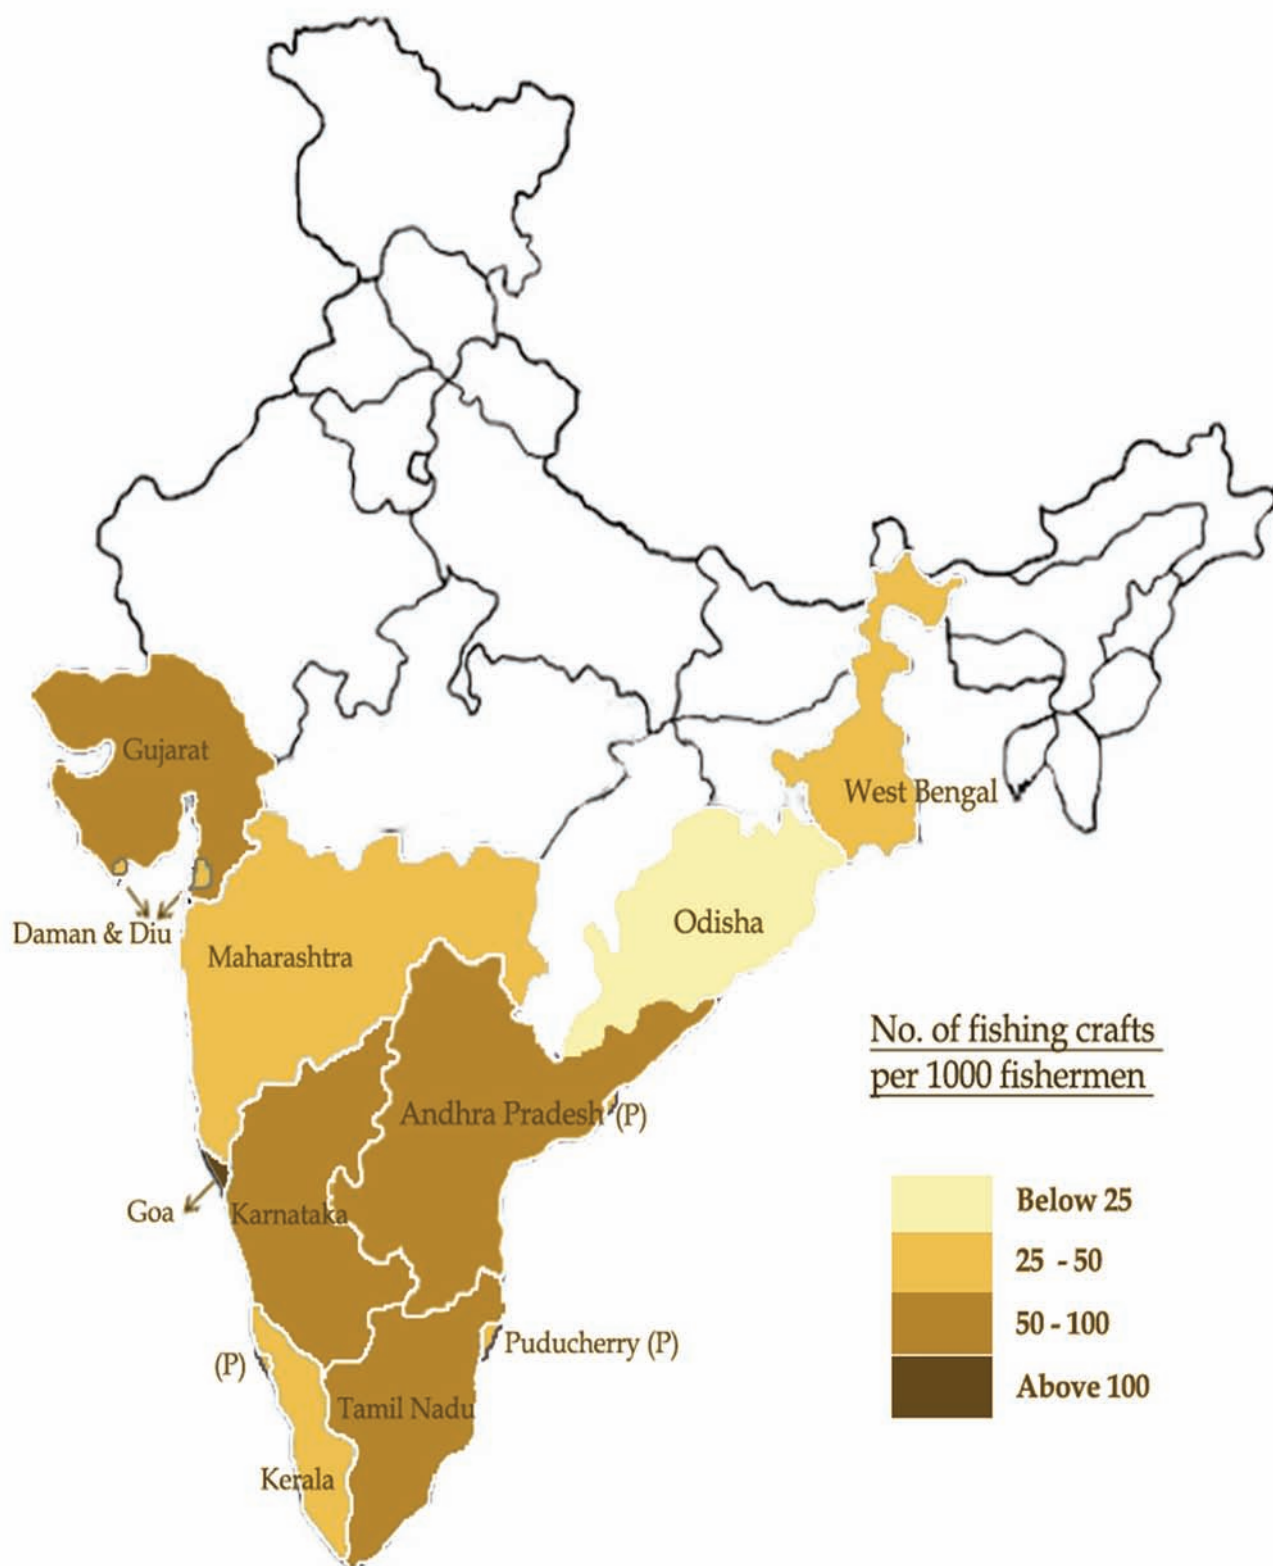 Gujarat
West Bengal
Daman & Diu
Odisha
Maharashtra
No. of fishing crafts
per 1000 fishermen
Andhra Pradesh (P)
Below 25
Goa
Karnataka
25 - 50
50 - 100
Puducherry (P)
(P)
Above 100
Tamil Nadu
Kerala